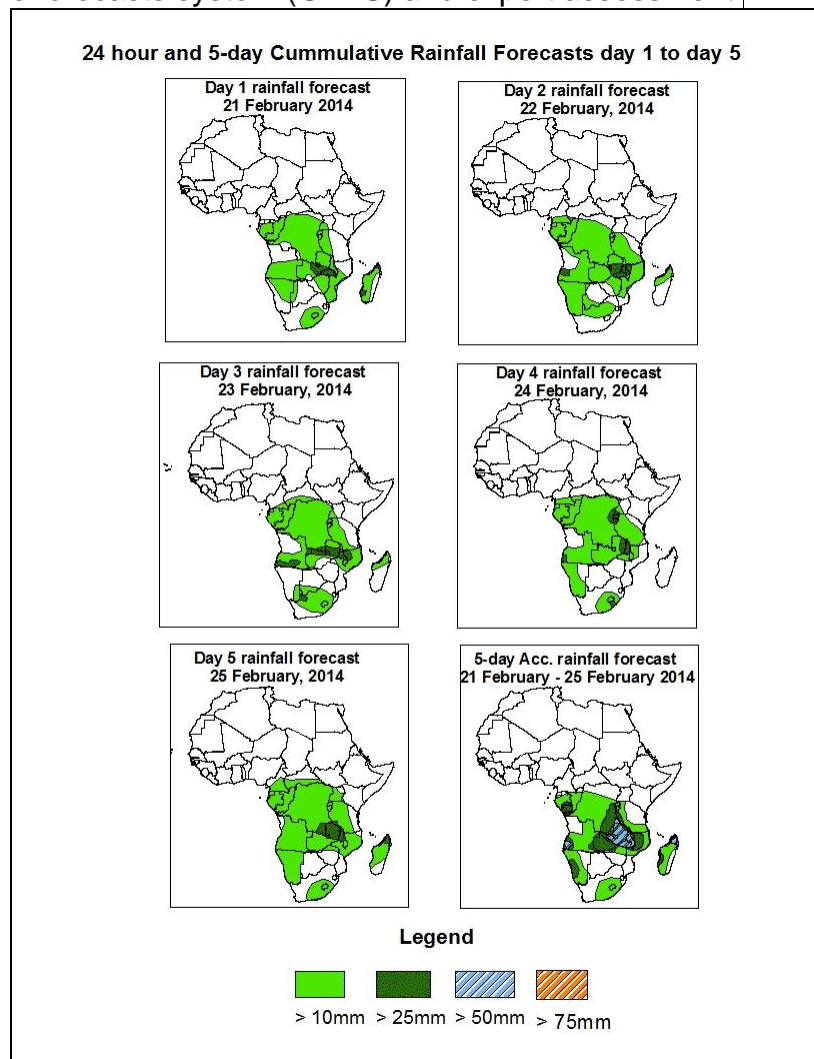 24 hour and 5-day Cummulative Rainfall Forecasts day 1 to day 5
Day 1 rainfall forecast
21 February 2014
Day 2 rainfall forecast
22 February, 2014
Day 3 rainfall forecast
23 February, 2014
Day 4 rainfall forecast
24 February, 2014
Day 5 rainfall forecast
25 February, 2014
5-day Acc. rainfall forecast
21 February - 25 February 2014
Legend
> 10mm > 25mm > 50mm > 75mm